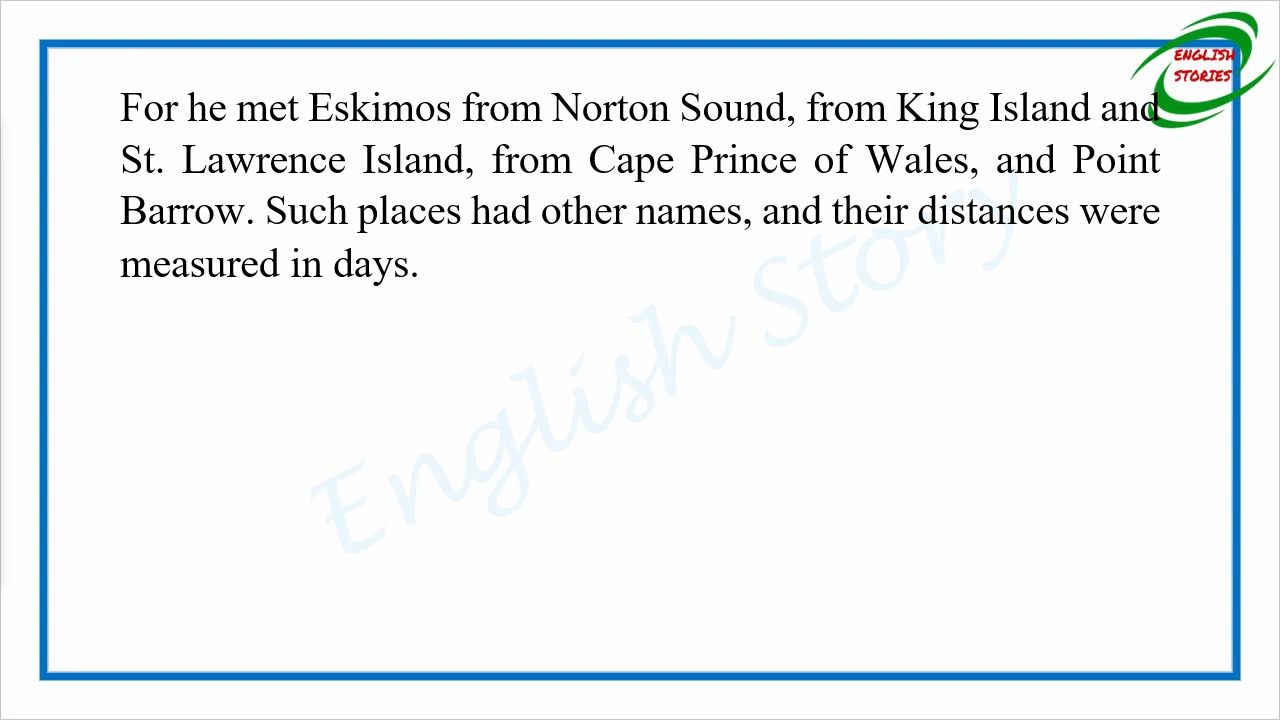 ENGLISH
STORIES
For he met Eskimos from Norton Sound, from King Island and
St. Lawrence Island, from Cape Prince of Wales, and Point
Barrow. Such places had other names, and their distances were
measured in days.
English Story